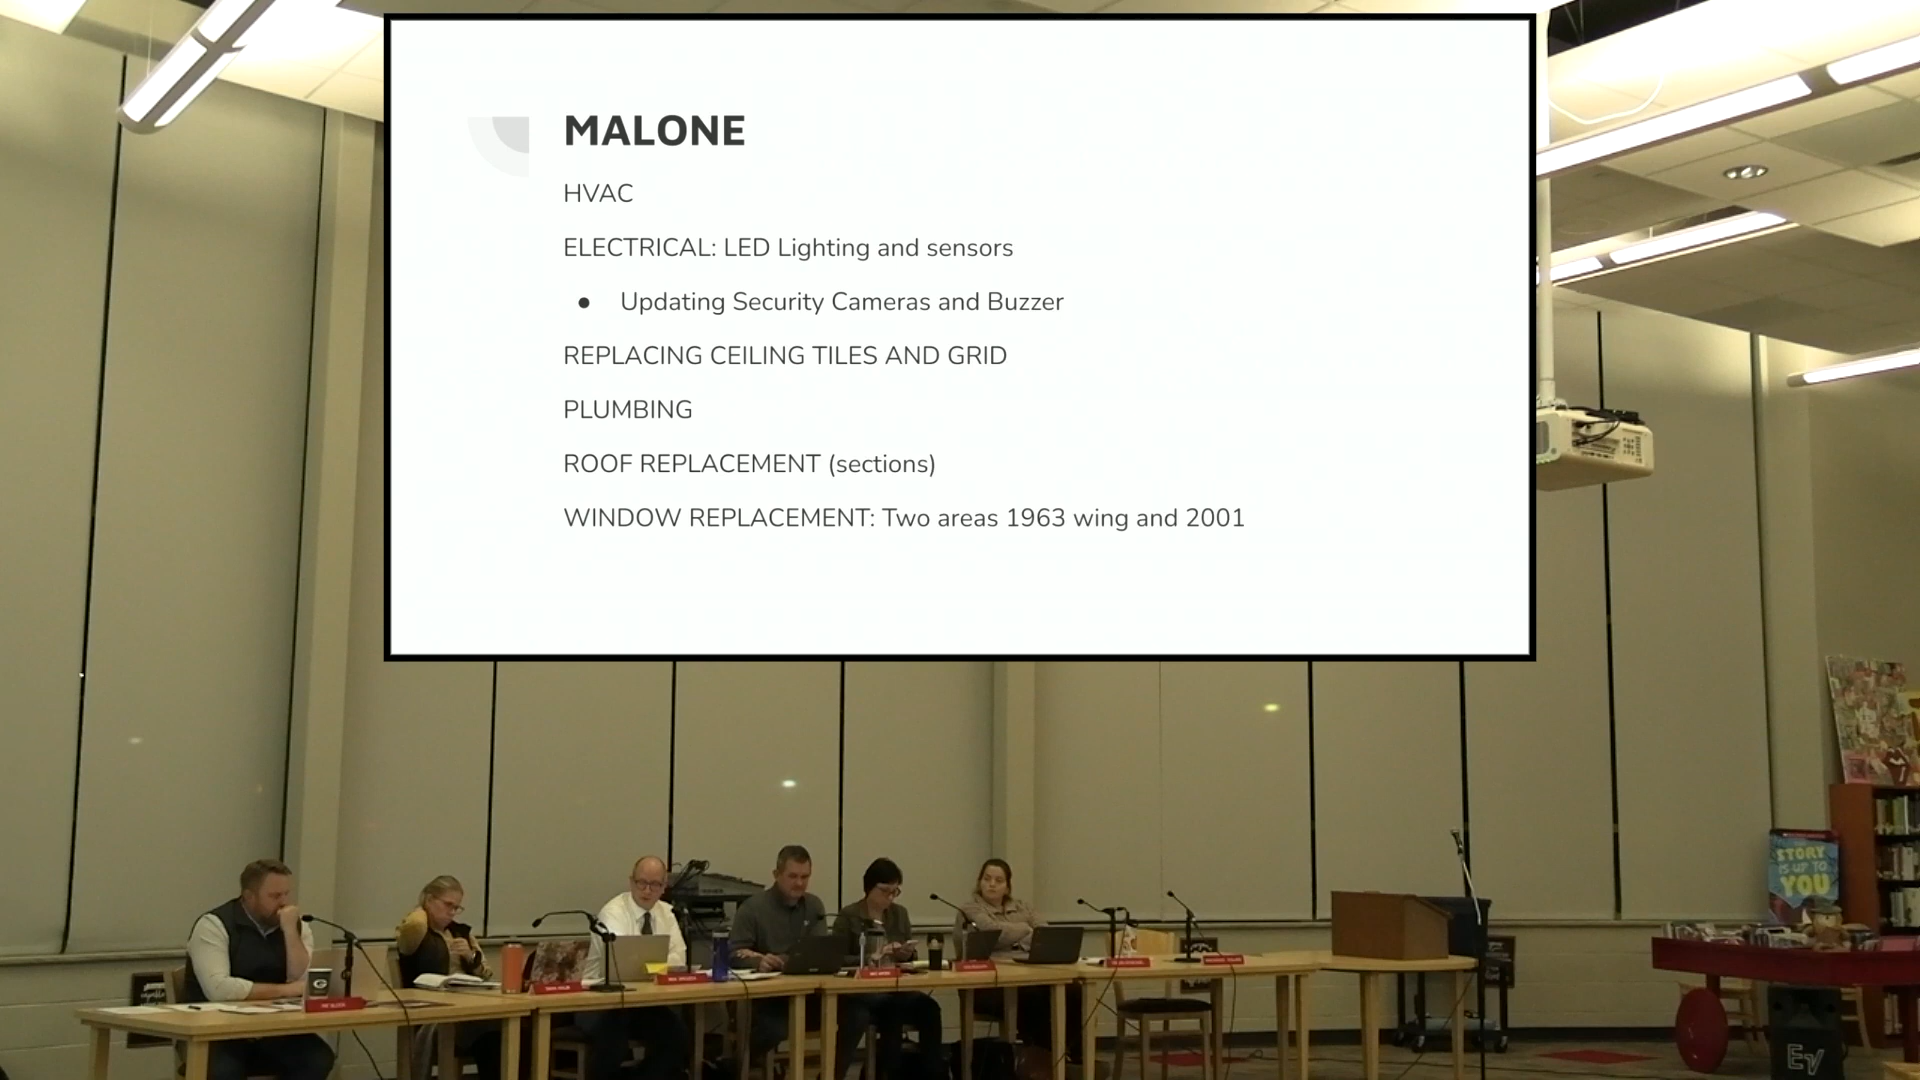 MALONE
HVAC
ELECTRICAL: LED Lighting and sensors
● Updating Security Cameras and Buzzer
REPLACING CEILING TILES AND GRID
PLUMBING
ROOF REPLACEMENT (sections)
WINDOW REPLACEMENT: Two areas 1963 wing and 2001
STORY
IS UP TO
YOU
G
EV